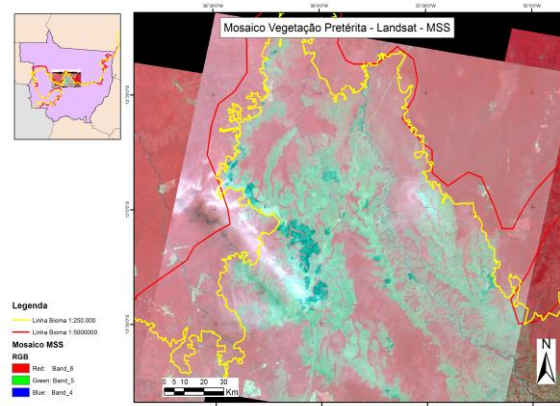 Mosaico Vegetação Pretérita - Landsat - MSS
Legenda
Linha Bioma 1:250.000
Linha Bioma 1:5000000
Mosaico MSS
RGB
Red: Band_6
Green: Band_5
Blue: Band_4
N
0 5 10 20 30
Km